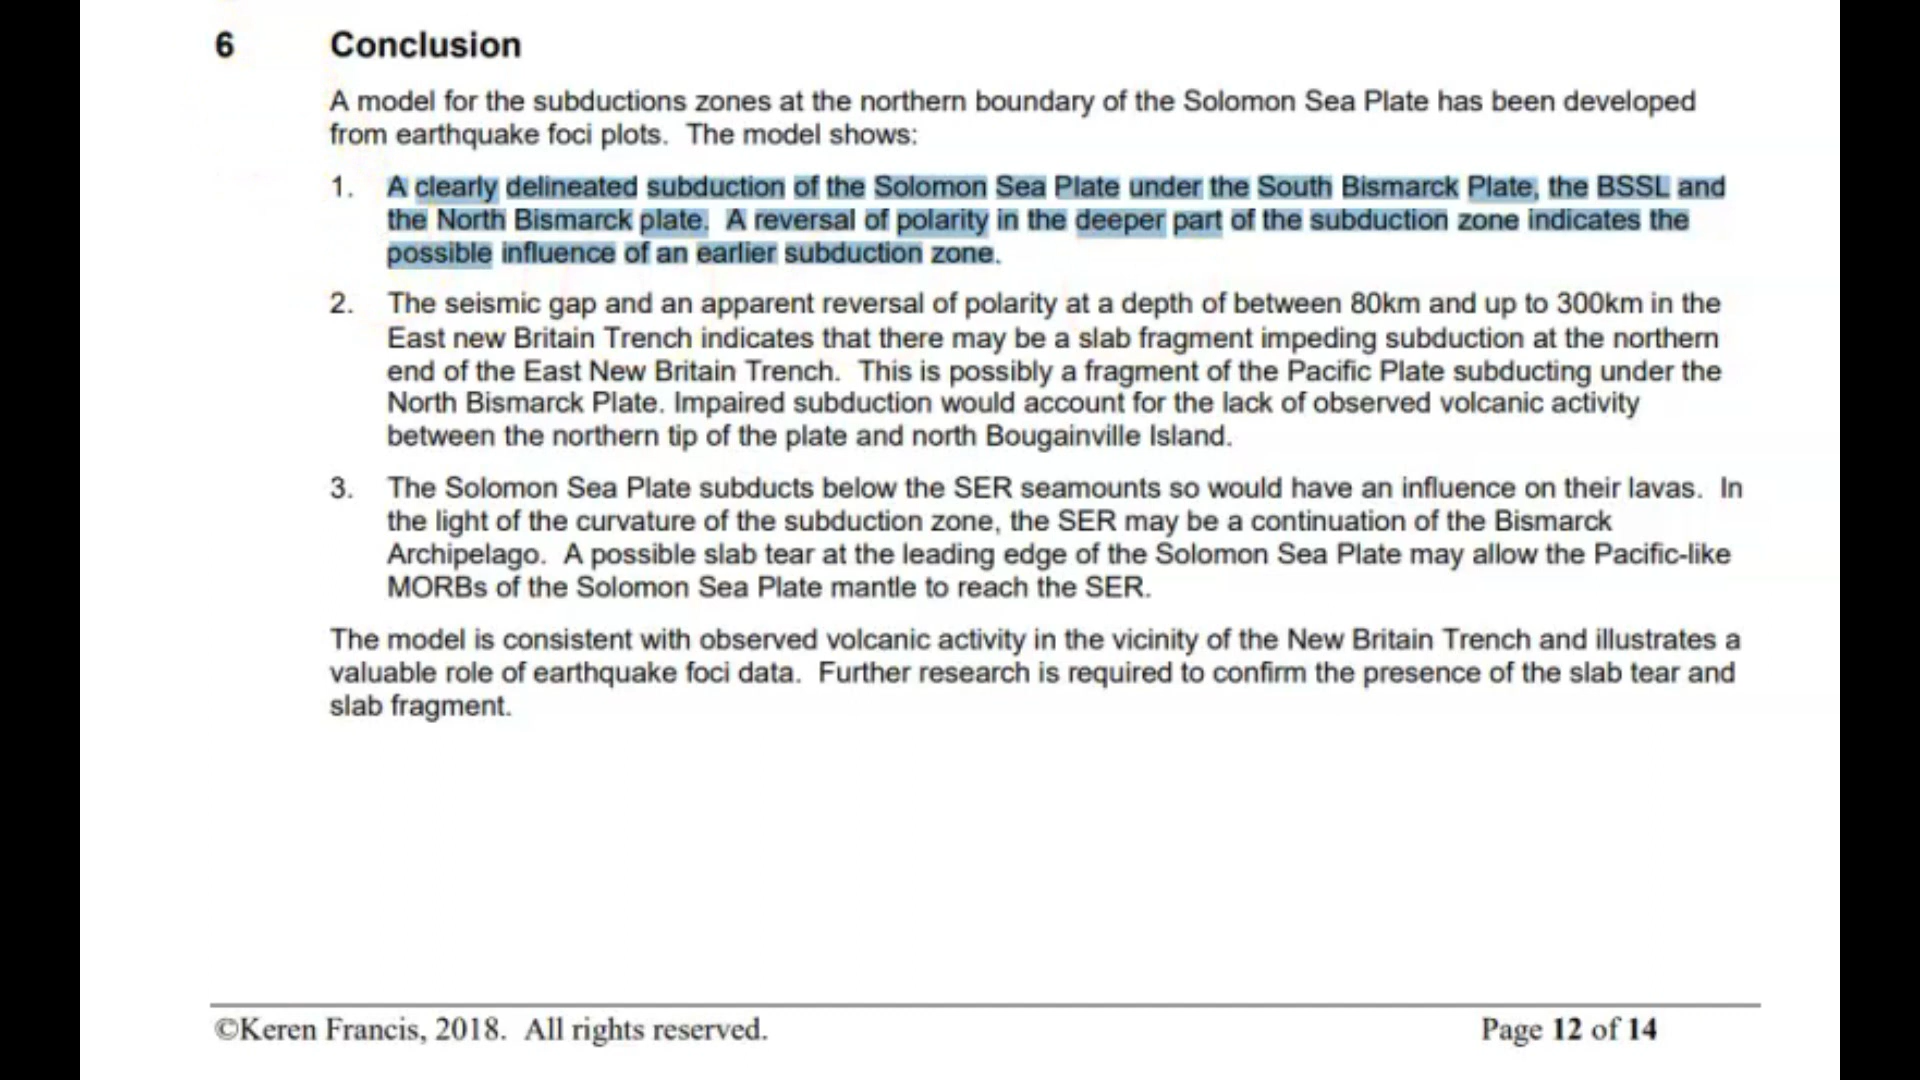 6 Conclusion
A model for the subductions zones at the northern boundary of the Solomon Sea Plate has been developed
from earthquake foci plots. The model shows:
1. A clearly delineated subduction of the Solomon Sea Plate under the South Bismarck Plate, the BSSL and
the North Bismarck plate. A reversal of polarity in the deeper part of the subduction zone indicates the
possible influence of an earlier subduction zone.
2. The seismic gap and an apparent reversal of polarity at a depth of between 80km and up to 300km in the
East new Britain Trench indicates that there may be a slab fragment impeding subduction at the northern
end of the East New Britain Trench. This is possibly a fragment of the Pacific Plate subducting under the
North Bismarck Plate. Impaired subduction would account for the lack of observed volcanic activity
between the northern tip of the plate and north Bougainville Island.
3. The Solomon Sea Plate subducts below the SER seamounts so would have an influence on their lavas. In
the light of the curvature of the subduction zone, the SER may be a continuation of the Bismarck
Archipelago. A possible slab tear at the leading edge of the Solomon Sea Plate may allow the Pacific-like
MORBs of the Solomon Sea Plate mantle to reach the SER.
The model is consistent with observed volcanic activity in the vicinity of the New Britain Trench and illustrates a
valuable role of earthquake foci data. Further research is required to confirm the presence of the slab tear and
slab fragment.
©Keren Francis, 2018. All rights reserved. Page 12 of 14